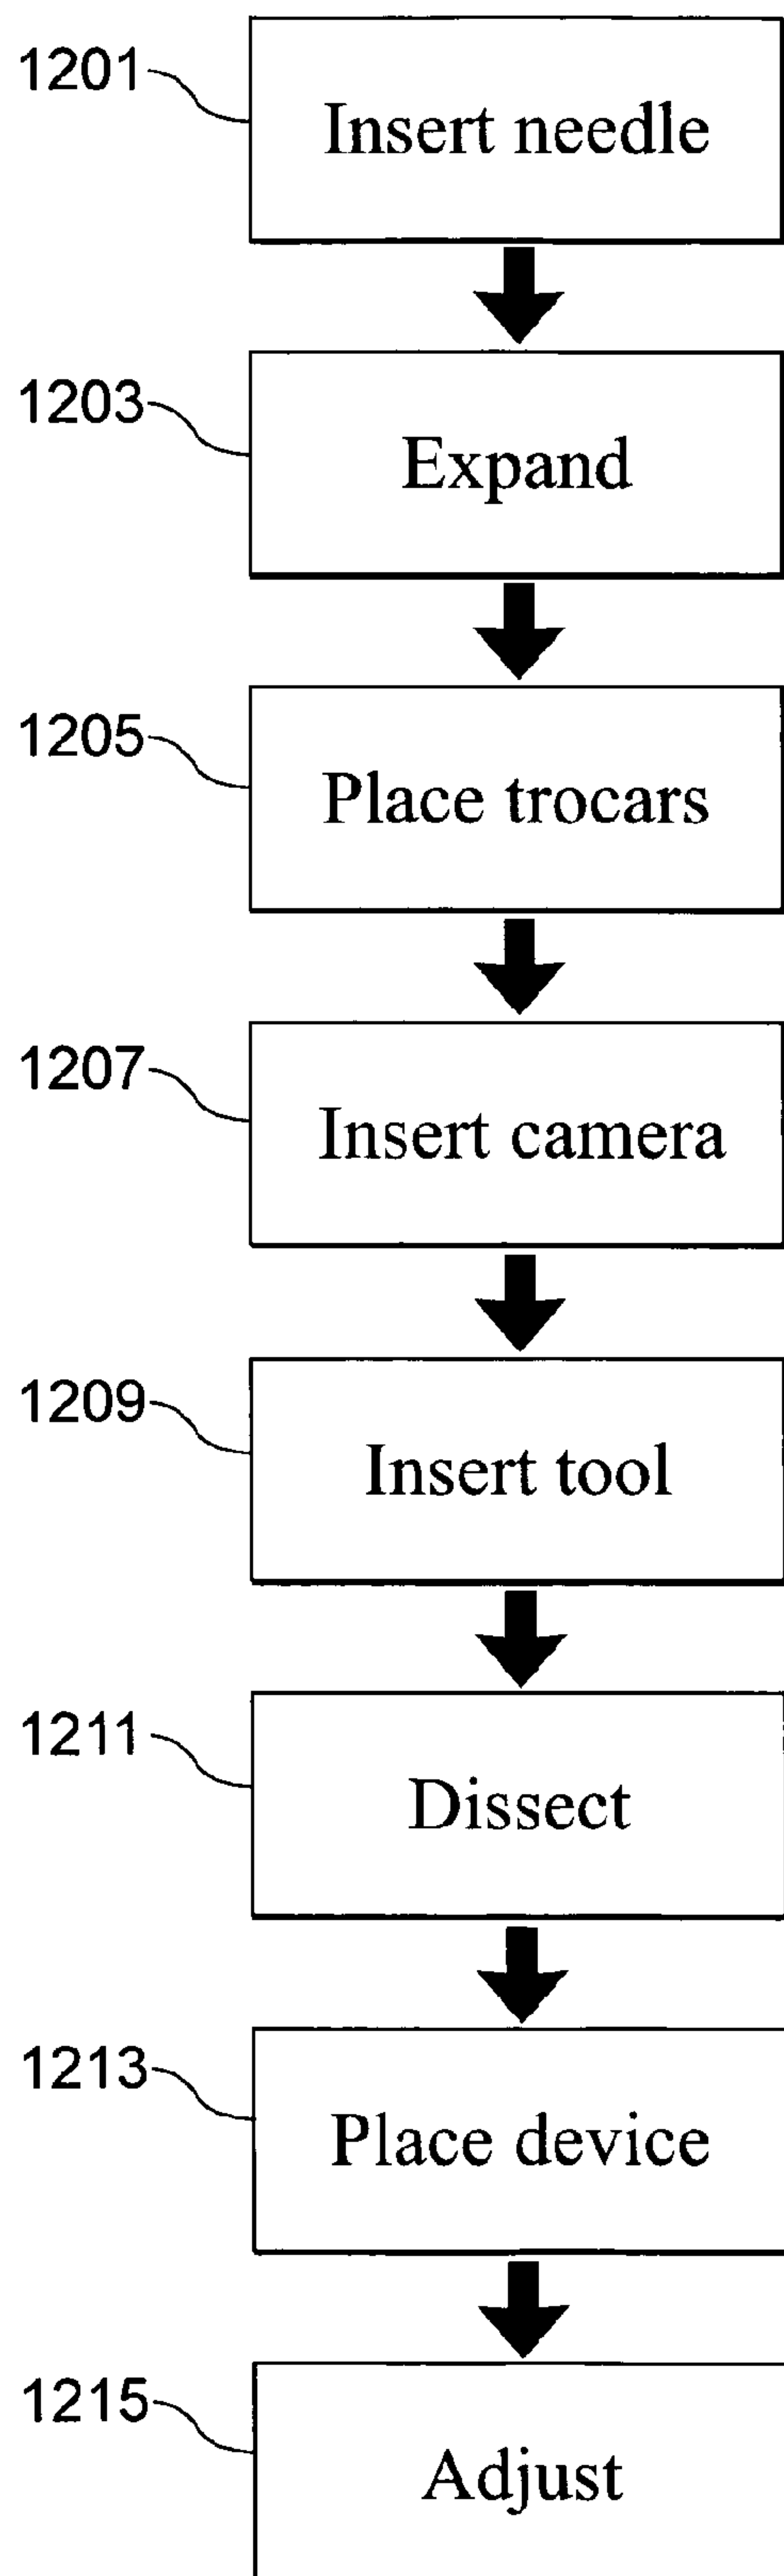 1201
Insert needle
1203
Expand
1205
Place trocars
1207
Insert camera
1209
Insert tool
1211
Dissect
1213
Place device
1215
Adjust